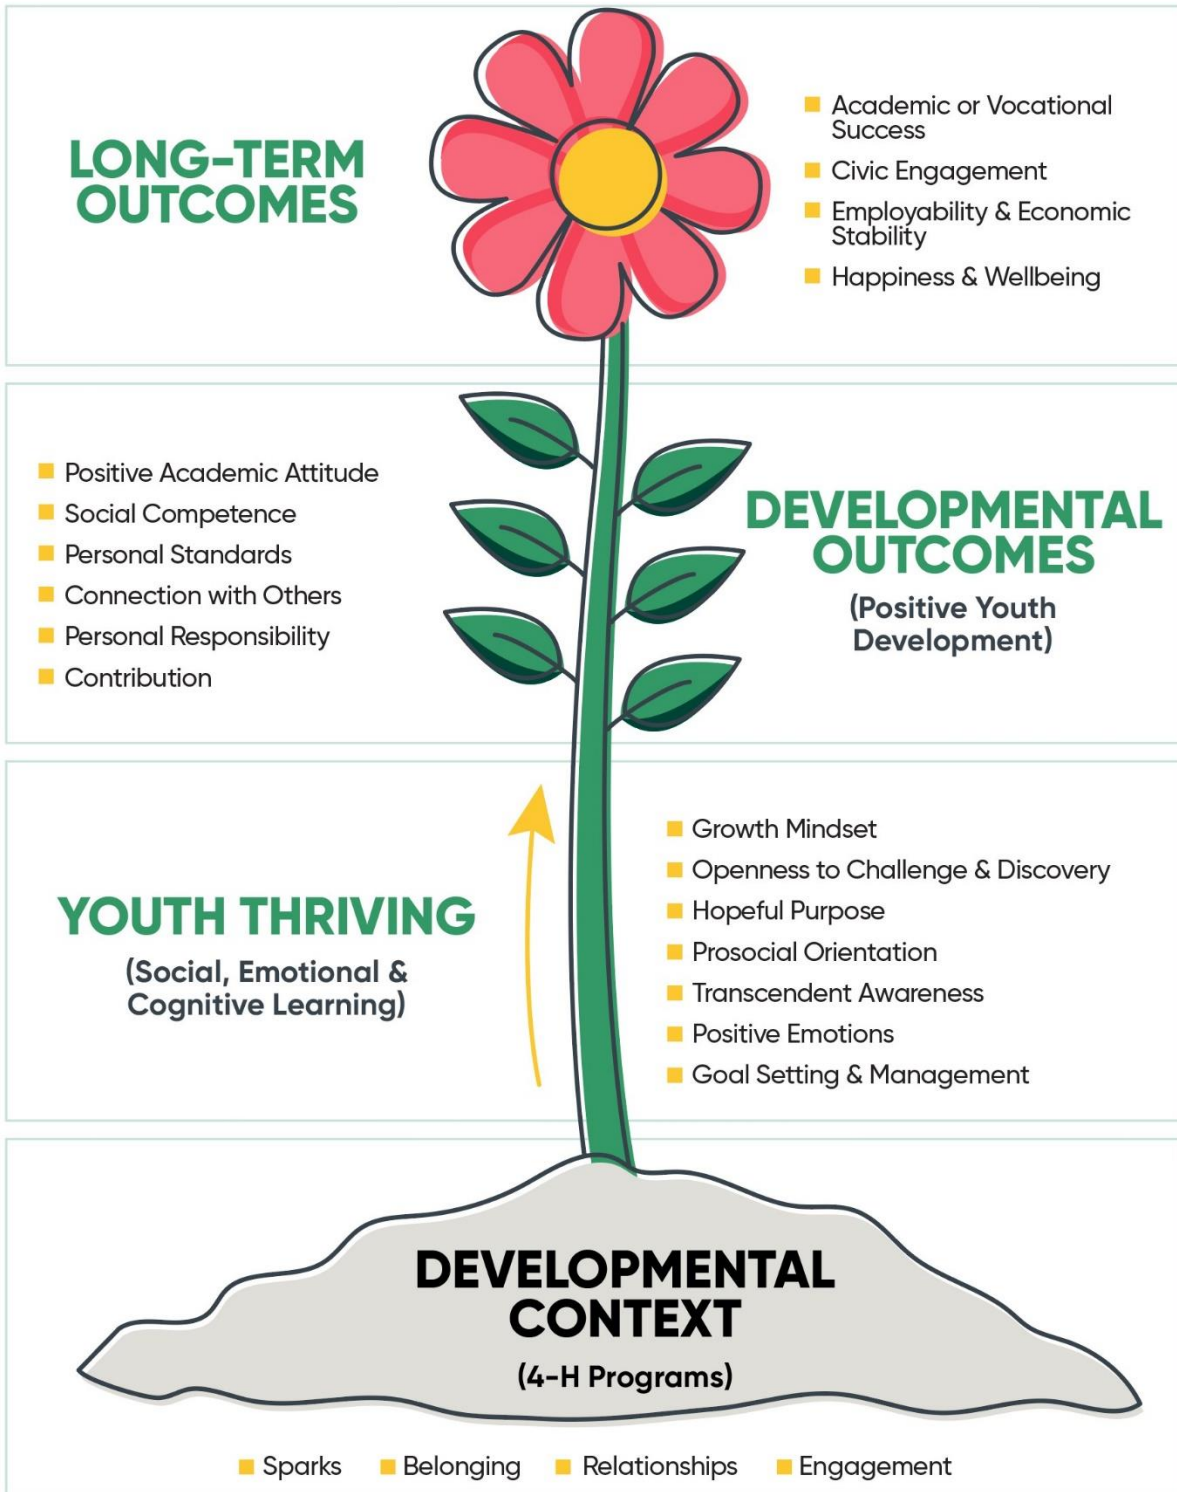 LONG-TERM
OUTCOMES
Academic or Vocational
Success
Civic Engagement
Employability & Economic
Stability
Happiness & Wellbeing
Positive Academic Attitude
Social Competence
Personal Standards
Connection with Others
Personal Responsibility
Contribution
DEVELOPMENTAL
OUTCOMES
(Positive Youth
Development)
YOUTH THRIVING
(Social, Emotional &
Cognitive Learning)
Growth Mindset
Openness to Challenge & Discovery
Hopeful Purpose
Prosocial Orientation
Transcendent Awareness
Positive Emotions
Goal Setting & Management
DEVELOPMENTAL
CONTEXT
(4-H Programs)
Sparks Belonging Relationships Engagement